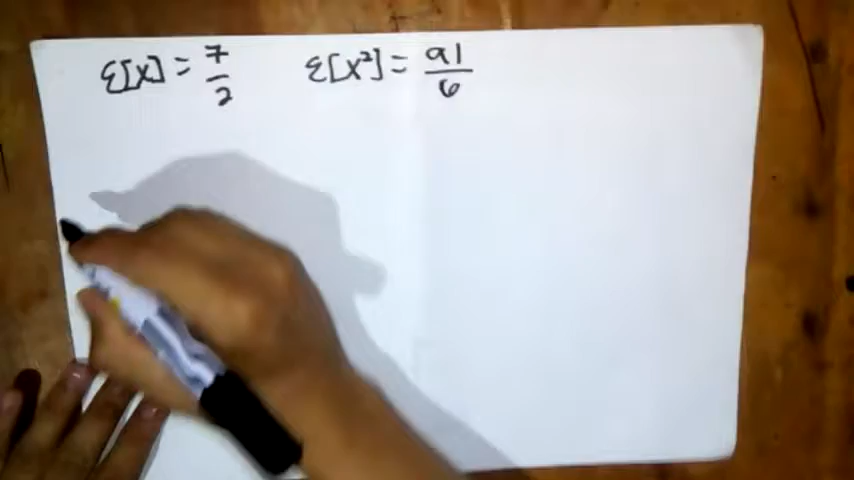 ε[x] = 7/2 ε[x²] = 91/6